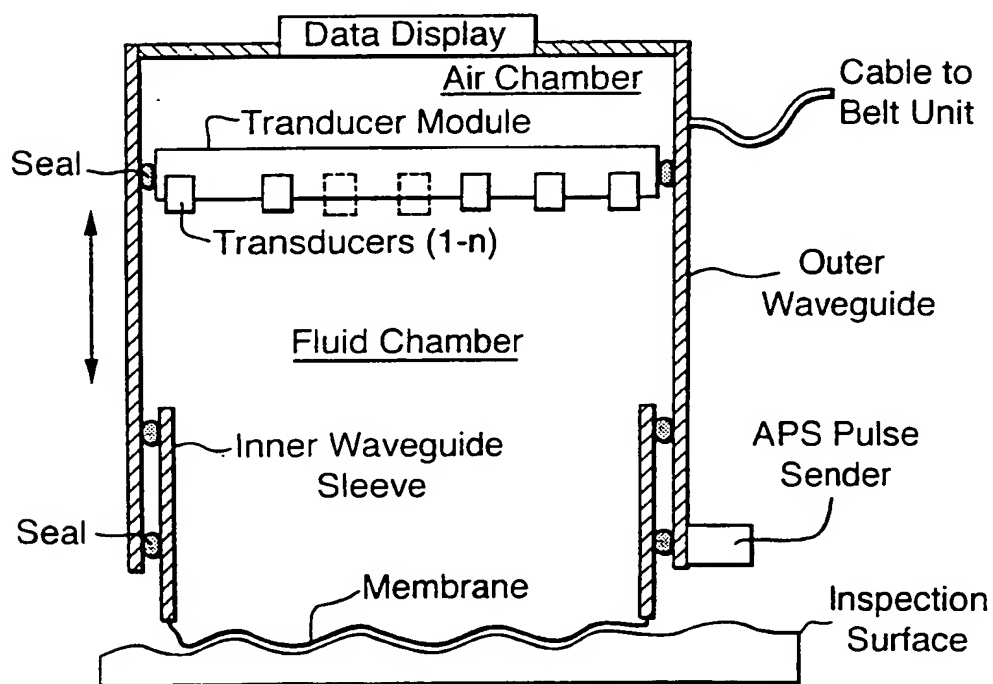 Data Display
Air Chamber
Cable to
Belt Unit
Tranducer Module
Seal
Transducers (1-n)
Outer
Waveguide
Fluid Chamber
Inner Waveguide
Sleeve
APS Pulse
Sender
Seal
Membrane
Inspection
Surface